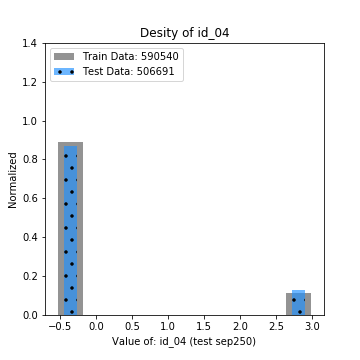 Desity of id_04
Train Data: 590540
Test Data: 506691
Normalized
1.4
1.2
1.0
0.8
0.6
0.4
0.2
0.0
−0.5 0.0 0.5 1.0 1.5 2.0 2.5 3.0
Value of: id_04 (test sep250)